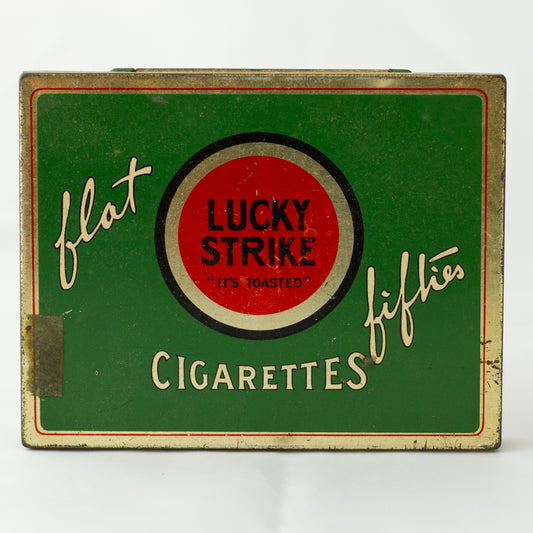 flat
LUCKY
STRIKE
"IT'S TOASTED"
fifties
CIGARETTES